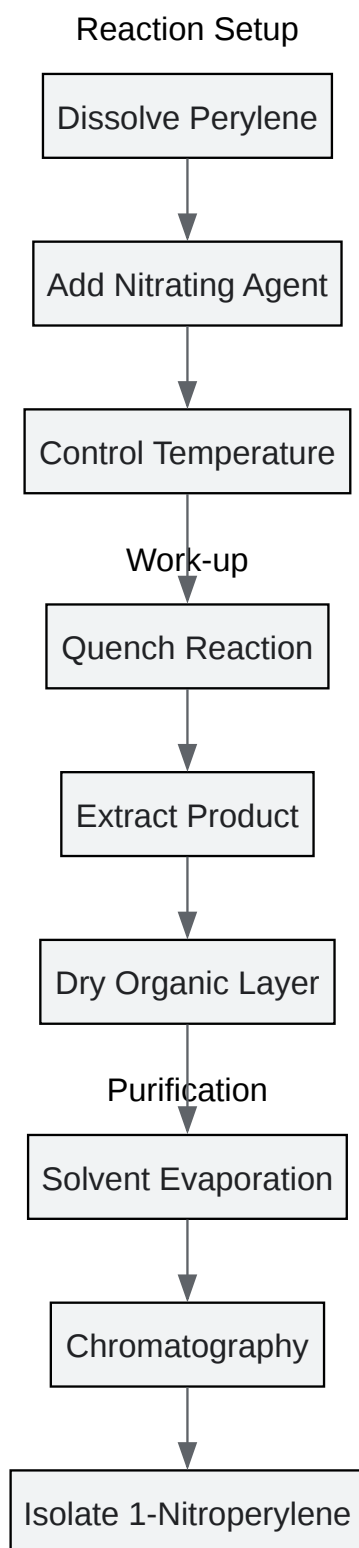 Reaction Setup
Dissolve Perylene
Add Nitrating Agent
Control Temperature
Work-up
Quench Reaction
Extract Product
Dry Organic Layer
Purification
Solvent Evaporation
Chromatography
Isolate 1-Nitroperylene